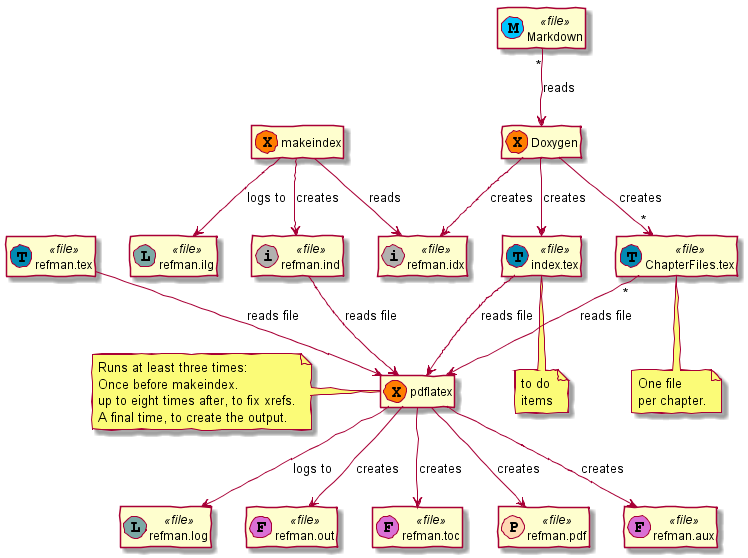 M «file»
Markdown
*
reads
X makeindex
X Doxygen
logs to
creates
reads
creates
creates
creates
*
T «file»
refman.tex
L «file»
refman.ilg
i «file»
refman.ind
i «file»
refman.idx
T «file»
index.tex
T «file»
ChapterFiles.tex
*
reads file
reads file
reads file
reads file
Runs at least three times:
Once before makeindex.
up to eight times after, to fix xrefs.
A final time, to create the output.
X pdflatex
to do
items
One file
per chapter.
logs to
creates
creates
creates
creates
L «file»
refman.log
F «file»
refman.out
F «file»
refman.toc
P «file»
refman.pdf
F «file»
refman.aux